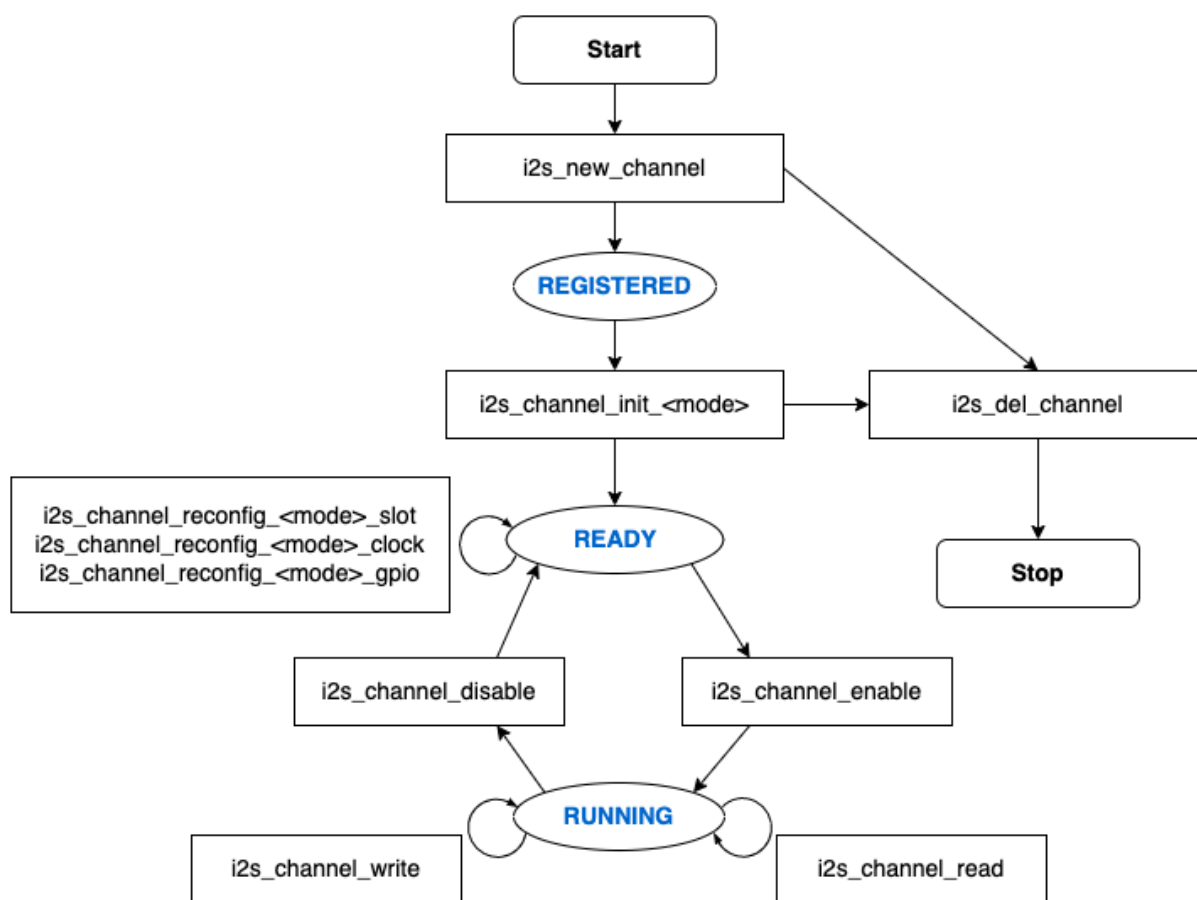 Start
i2s_new_channel
REGISTERED
i2s_channel_init_<mode>
i2s_del_channel
i2s_channel_reconfig_<mode>_slot
i2s_channel_reconfig_<mode>_clock
i2s_channel_reconfig_<mode>_gpio
READY
Stop
i2s_channel_disable
i2s_channel_enable
RUNNING
i2s_channel_write
i2s_channel_read